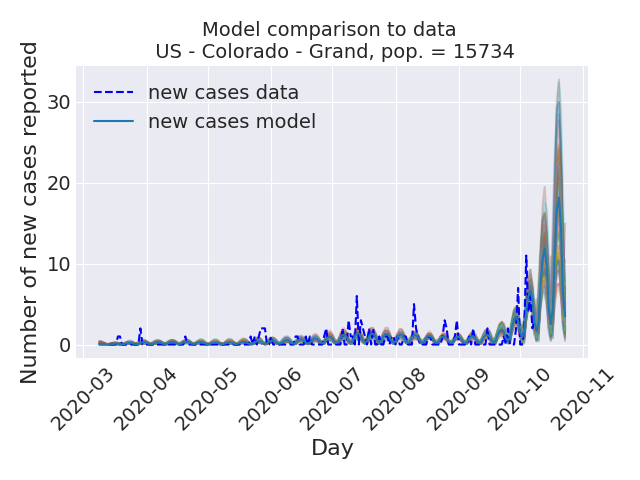 Model comparison to data
US - Colorado - Grand, pop. = 15734
Number of new cases reported
30
20
10
0
new cases data
new cases model
2020-03
2020-04
2020-05
2020-06
2020-07
2020-08
2020-09
2020-10
2020-11
Day